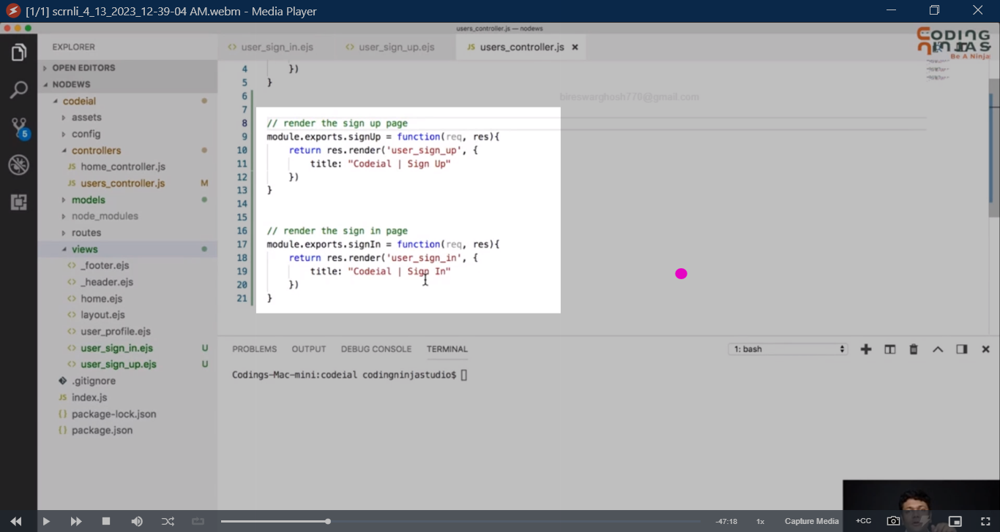 [1/1] scrnli_4_13_2023_12-39-04 AM.webm - Media Player
users_controller.js — nodews
CODING NINJAS
Be A Ninja
EXPLORER
user_sign_in.ejs
user_sign_up.ejs
JS users_controller.js
OPEN EDITORS
NODEWS
codeial
assets
config
controllers
JS home_controller.js
JS users_controller.js M
models
node_modules
routes
views
<> _footer.ejs
<> _header.ejs
<> home.ejs
<> layout.ejs
<> user_profile.ejs
<> user_sign_in.ejs U
<> user_sign_up.ejs U
.gitignore
JS index.js
{} package-lock.json
{} package.json
5
bireswarghosh770@gmail.com
4 })
5 }
6
7
8 // render the sign up page
9 module.exports.signUp = function(req, res){
10 return res.render('user_sign_up', {
11 title: "Codeial | Sign Up"
12 })
13 }
14
15
16 // render the sign in page
17 module.exports.signIn = function(req, res){
18 return res.render('user_sign_in', {
19 title: "Codeial | Sign In"
20 })
21 }
PROBLEMS OUTPUT DEBUG CONSOLE TERMINAL
1: bash
Codings-Mac-mini:codeial codingninjastudio$
-47:18 1x Capture Media +CC